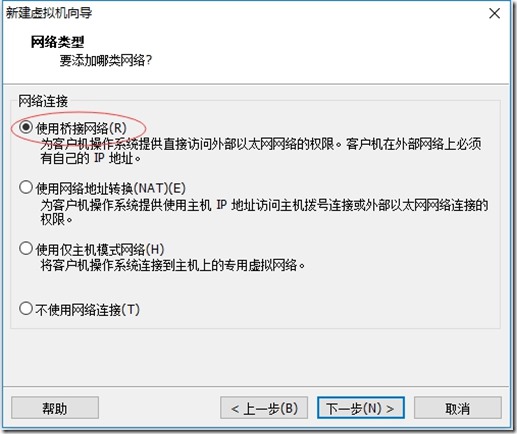 新建虚拟机向导
网络类型
要添加哪类网络?
网络连接
使用桥接网络(R)
为客户机操作系统提供直接访问外部以太网网络的权限。客户机在外部网络上必须
有自己的 IP 地址。
使用网络地址转换(NAT)(E)
为客户机操作系统提供使用主机 IP 地址访问主机拨号连接或外部以太网网络连接的
权限。
使用仅主机模式网络(H)
将客户机操作系统连接到主机上的专用虚拟网络。
不使用网络连接(T)
帮助
< 上一步(B)
下一步(N) >
取消